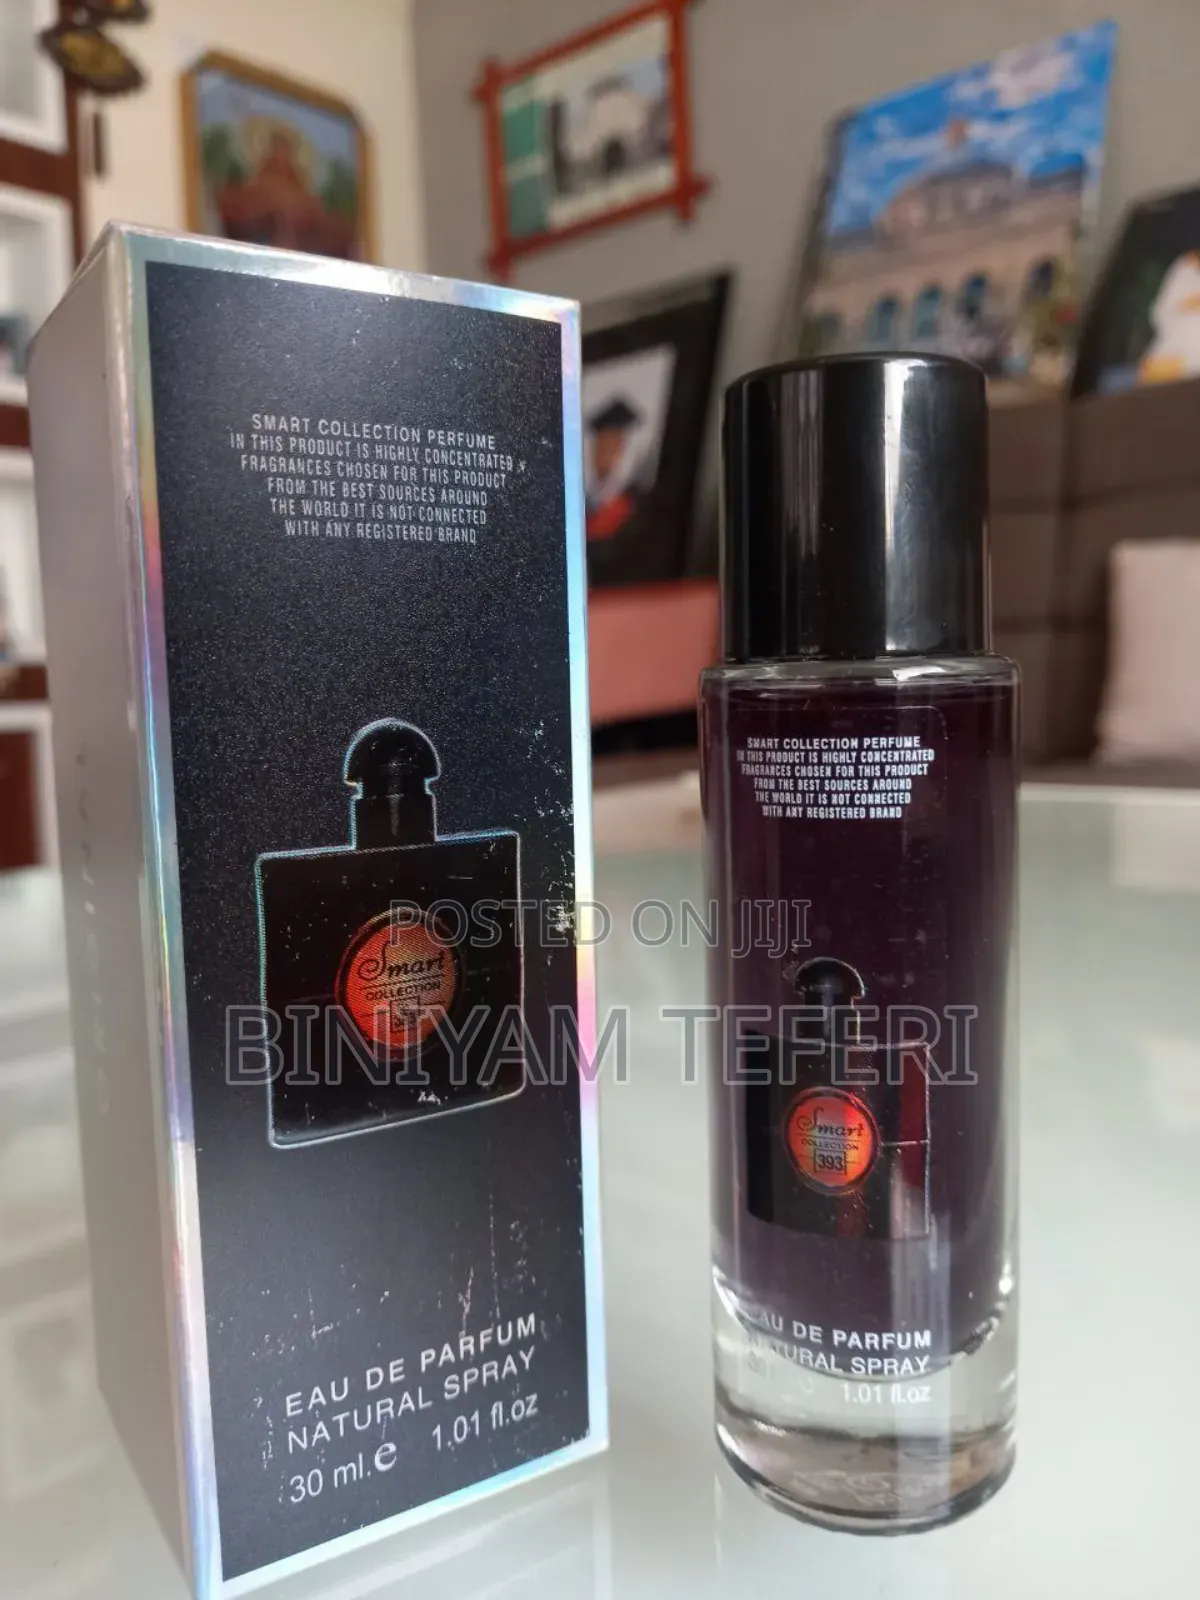 SMART COLLECTION PERFUME
IN THIS PRODUCT IS HIGHLY CONCENTRATED
FRAGRANCES CHOSEN FOR THIS PRODUCT
FROM THE BEST SOURCES AROUND
THE WORLD IT IS NOT CONNECTED
WITH ANY REGISTERED BRAND
Smart
COLLECTION
EAU DE PARFUM
NATURAL SPRAY
30 ml.e 1.01 fl.oz
SMART COLLECTION PERFUME
IN THIS PRODUCT IS HIGHLY CONCENTRATED
FRAGRANCES CHOSEN FOR THIS PRODUCT
FROM THE BEST SOURCES AROUND
THE WORLD IT IS NOT CONNECTED
WITH ANY REGISTERED BRAND
Smart
COLLECTION
393
EAU DE PARFUM
NATURAL SPRAY
1.01 fl.oz
POSTED ON JIJI
BINIYAM TEFERI